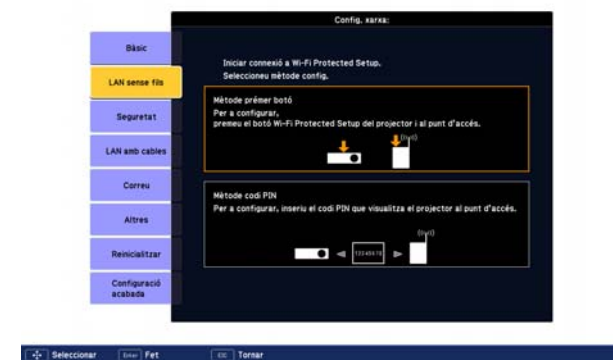 Config. xarxa:
Bàsic
LAN sense fils
Seguretat
LAN amb cables
Correu
Altres
Reinicialitzar
Configuració
acabada
Iniciar connexió a Wi-Fi Protected Setup.
Seleccioneu mètode config.
Mètode prémer botó
Per a configurar,
premeu el botó Wi-Fi Protected Setup del projector i al punt d'accés.
Mètode codi PIN
Per a configurar, inseriu el codi PIN que visualitza el projector al punt d'accés.
12345678
Seleccionar Enter Fet ESC Tornar